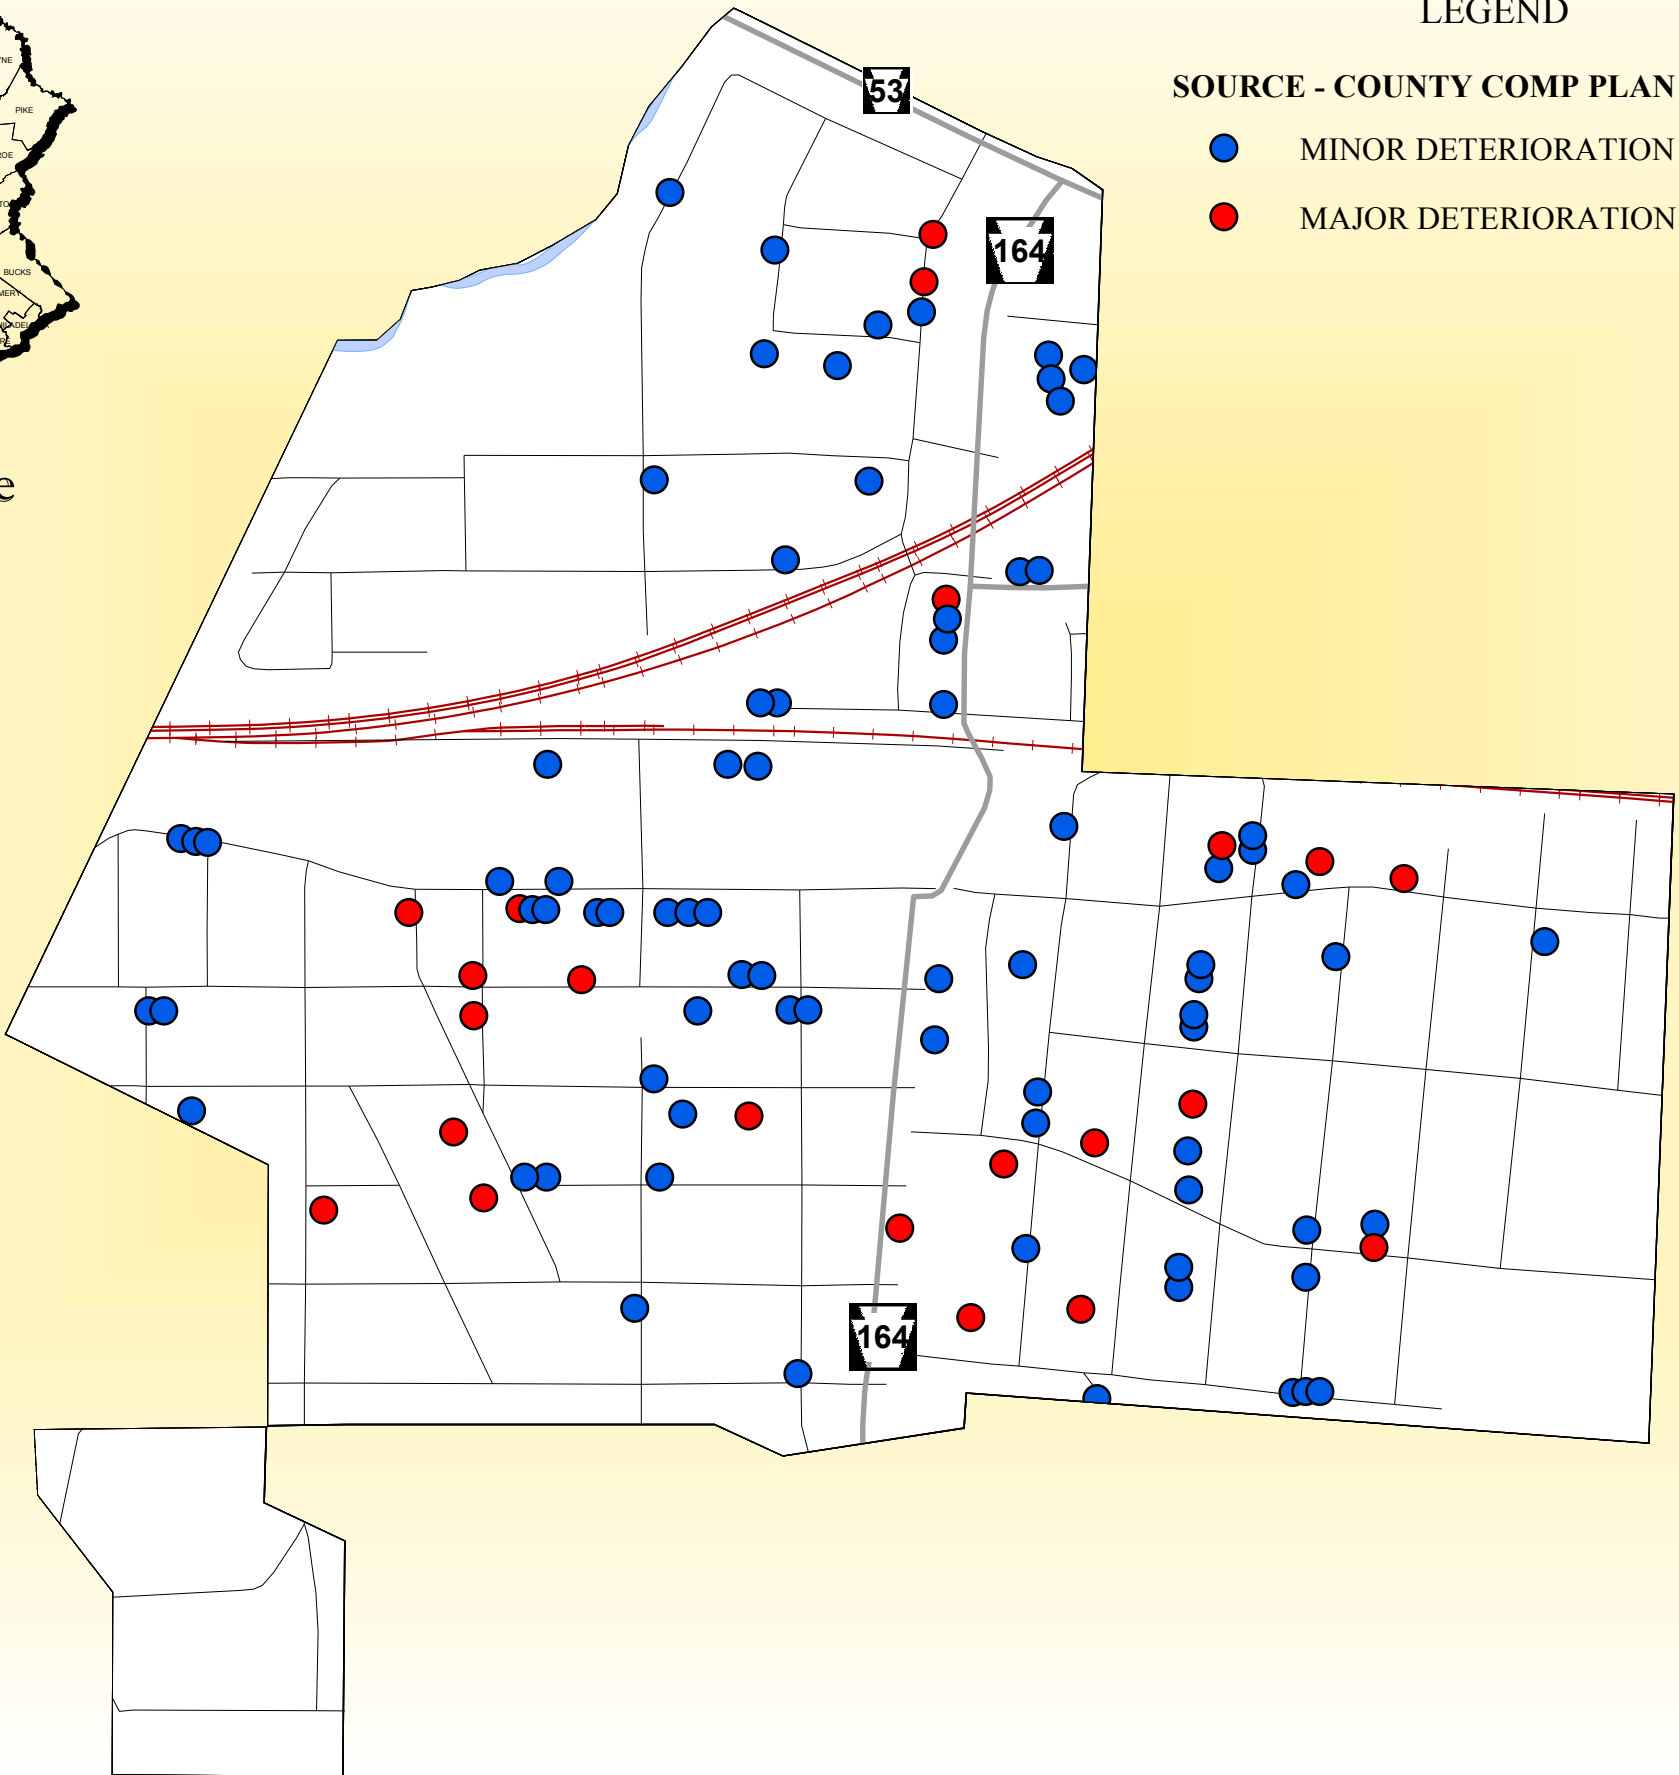 LEGEND
SOURCE - COUNTY COMP PLAN
MINOR DETERIORATION
MAJOR DETERIORATION
53
164
164
PIKE
BUCKS
e